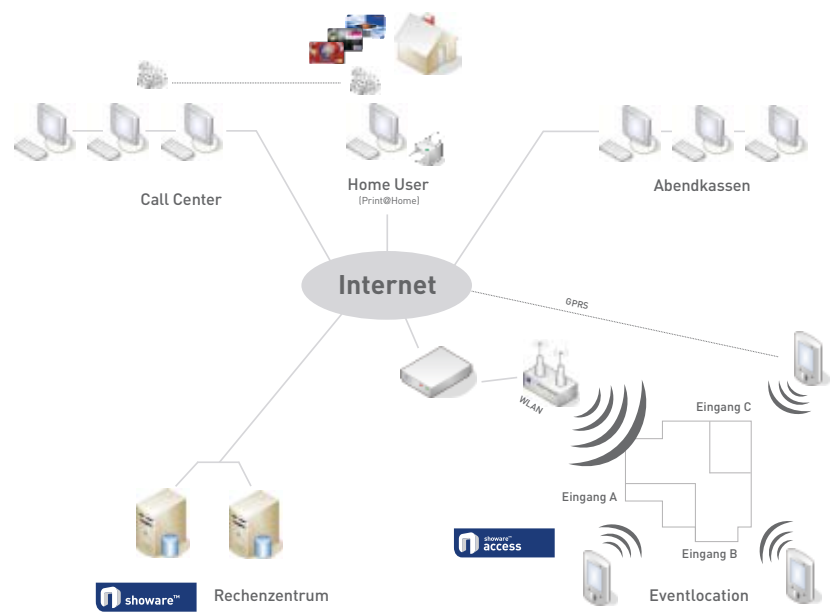 Call Center
Home User
(Print@Home)
Abendkassen
Internet
GPRS
WLAN
Eingang C
Eingang A
Eingang B
showare™
access
Eventlocation
showare™
Rechenzentrum